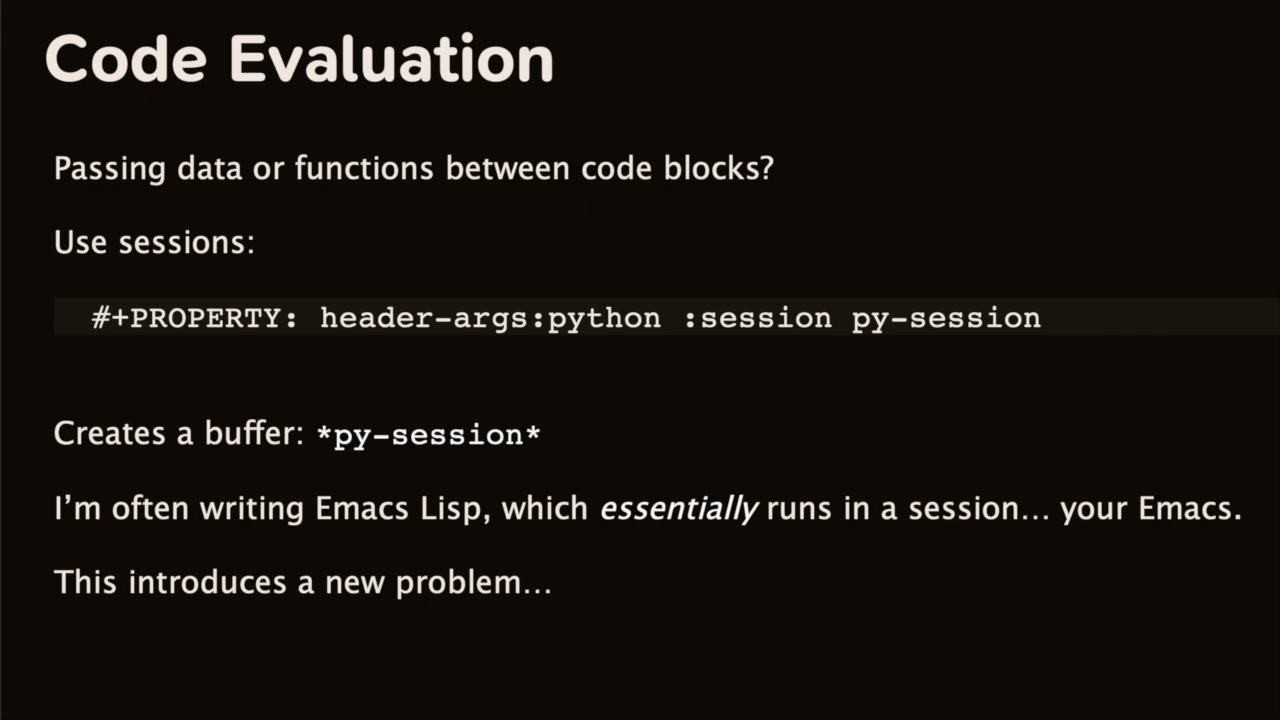 Code Evaluation
Passing data or functions between code blocks?
Use sessions:
#+PROPERTY: header-args:python :session py-session
Creates a buffer: *py-session*
I’m often writing Emacs Lisp, which essentially runs in a session… your Emacs.
This introduces a new problem…